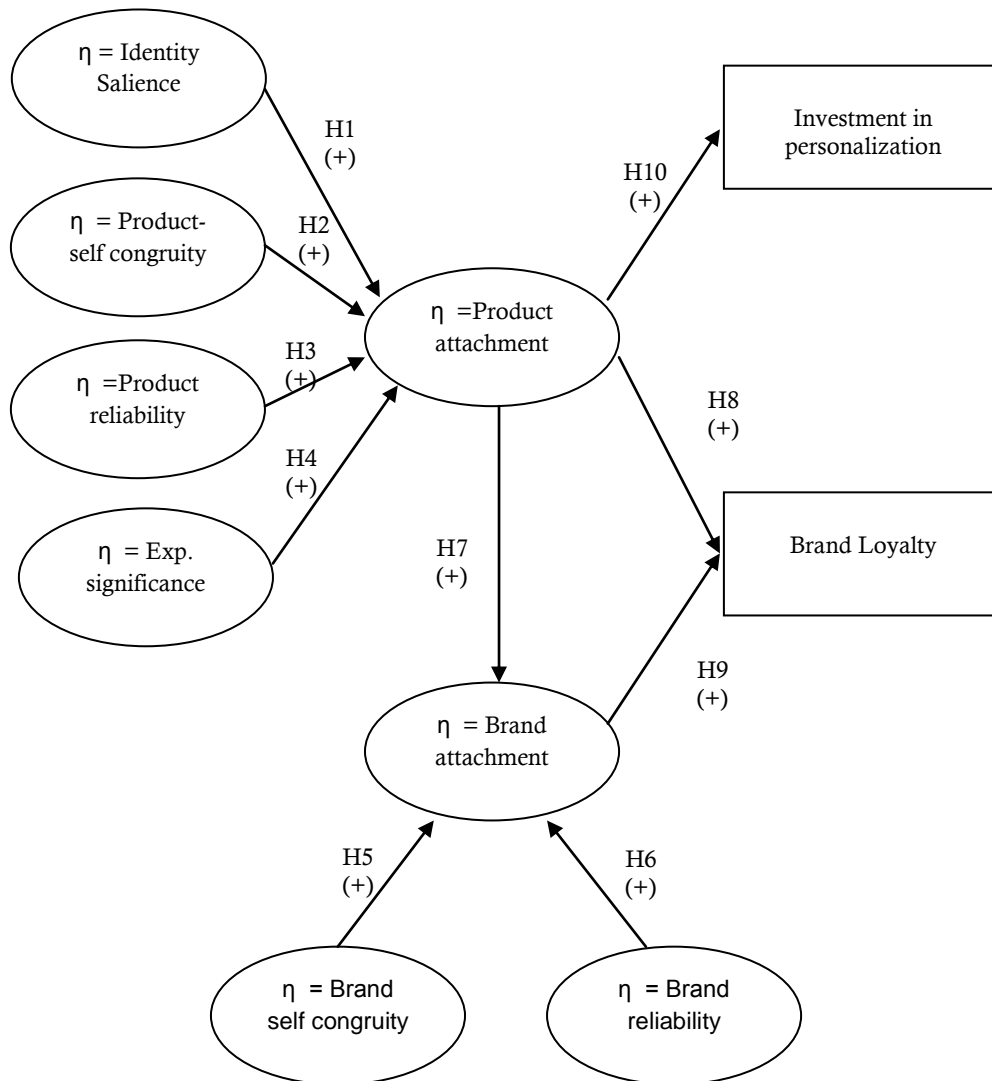 η = Identity
Salience
H1
(+)
Investment in
personalization
H10
(+)
η = Product-
self congruity
H2
(+)
η =Product
attachment
H3
(+)
η =Product
reliability
H8
(+)
H4
(+)
η = Exp.
significance
H7
(+)
Brand Loyalty
H9
(+)
η = Brand
attachment
H5
(+)
H6
(+)
η = Brand
self congruity
η = Brand
reliability